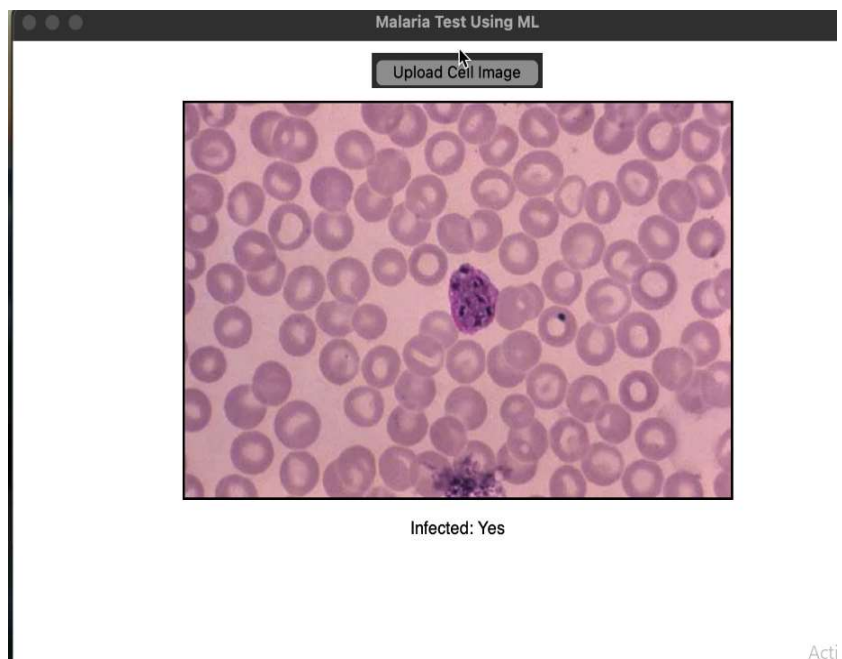 Malaria Test Using ML
Upload Cell Image
Infected: Yes
Acti